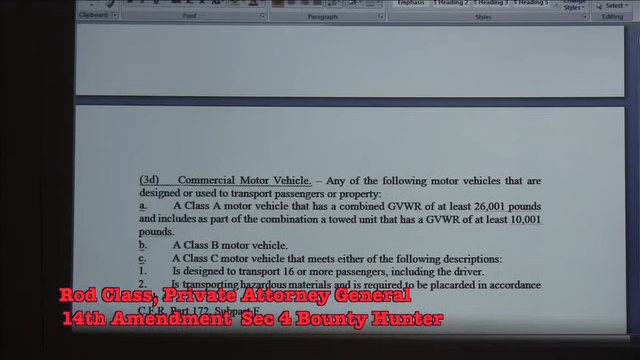 Clipboard
Font
Paragraph
Emphasis
¶ Heading 2
¶ Heading 3
¶ Heading 5
Change
Styles
Styles
Select
Editing
(3d) Commercial Motor Vehicle. – Any of the following motor vehicles that are
designed or used to transport passengers or property:
a. A Class A motor vehicle that has a combined GVWR of at least 26,001 pounds
and includes as part of the combination a towed unit that has a GVWR of at least 10,001
pounds.
b. A Class B motor vehicle.
c. A Class C motor vehicle that meets either of the following descriptions:
1. Is designed to transport 16 or more passengers, including the driver.
2. Is transporting hazardous materials and is required to be placarded in accordance
C.F.R. Part 172, Subpart F.
Rod Class, Private Attorney General
14th Amendment Sec 4 Bounty Hunter